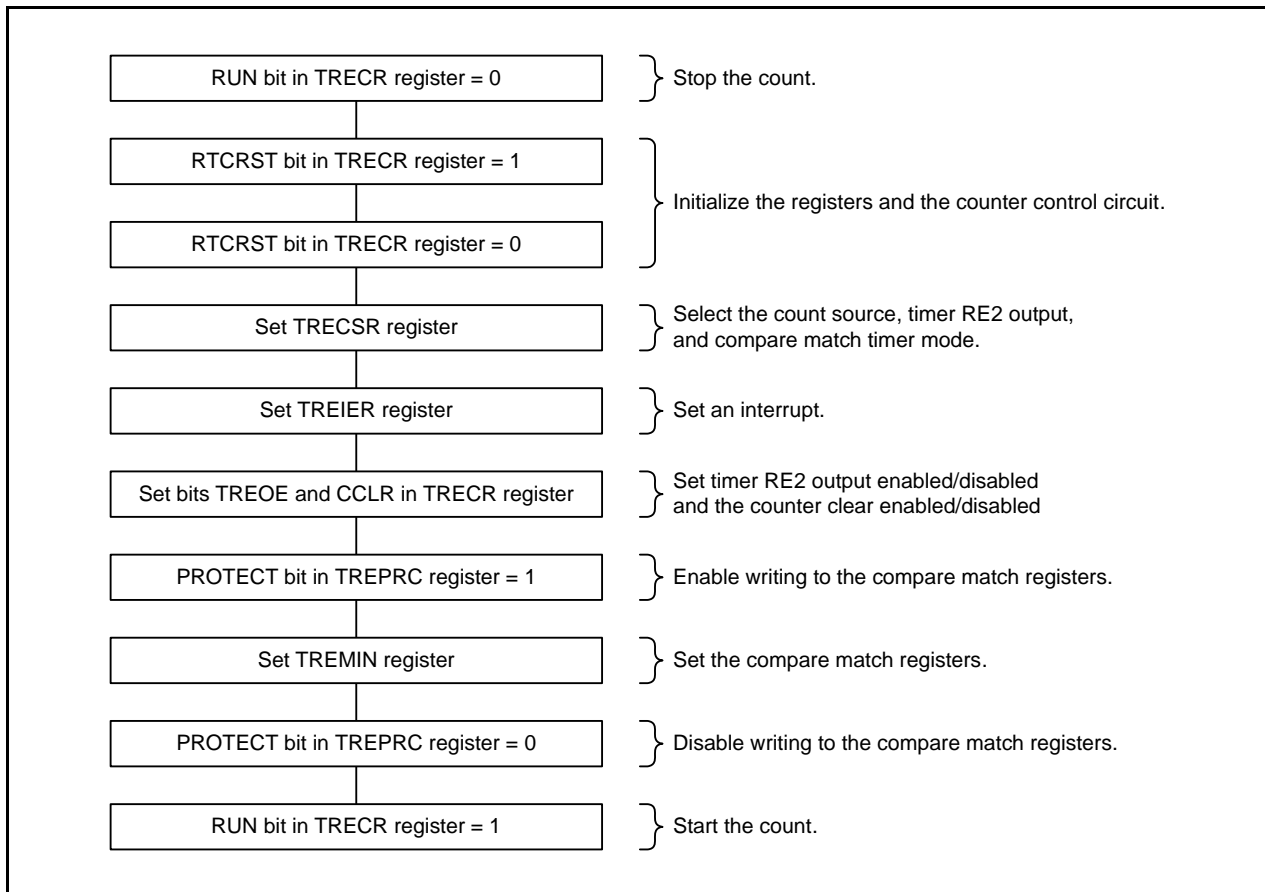 RUN bit in TRECR register = 0
Stop the count.
RTCRST bit in TRECR register = 1
Initialize the registers and the counter control circuit.
RTCRST bit in TRECR register = 0
Set TRECSR register
Select the count source, timer RE2 output,
and compare match timer mode.
Set TREIER register
Set an interrupt.
Set bits TREOE and CCLR in TRECR register
Set timer RE2 output enabled/disabled
and the counter clear enabled/disabled
PROTECT bit in TREPRC register = 1
Enable writing to the compare match registers.
Set TREMIN register
Set the compare match registers.
PROTECT bit in TREPRC register = 0
Disable writing to the compare match registers.
RUN bit in TRECR register = 1
Start the count.